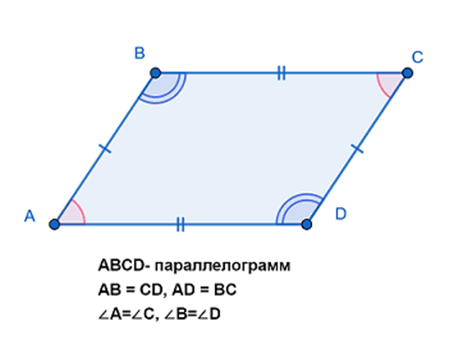 B
C
A
D
ABCD- параллелограмм
AB = CD, AD = BC
∠A=∠C, ∠B=∠D